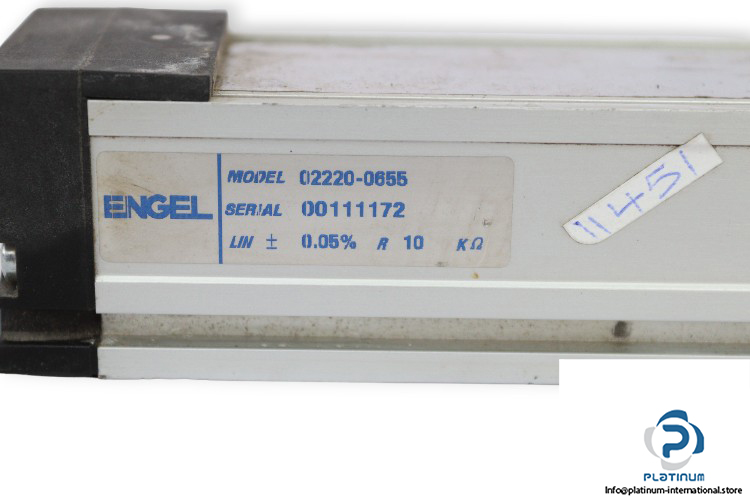 ENGEL
MODEL 02220-0655
SERIAL 00111172
LIN ± 0.05% R 10 KΩ
11451
PLATINUM
Info@platinum-international.store